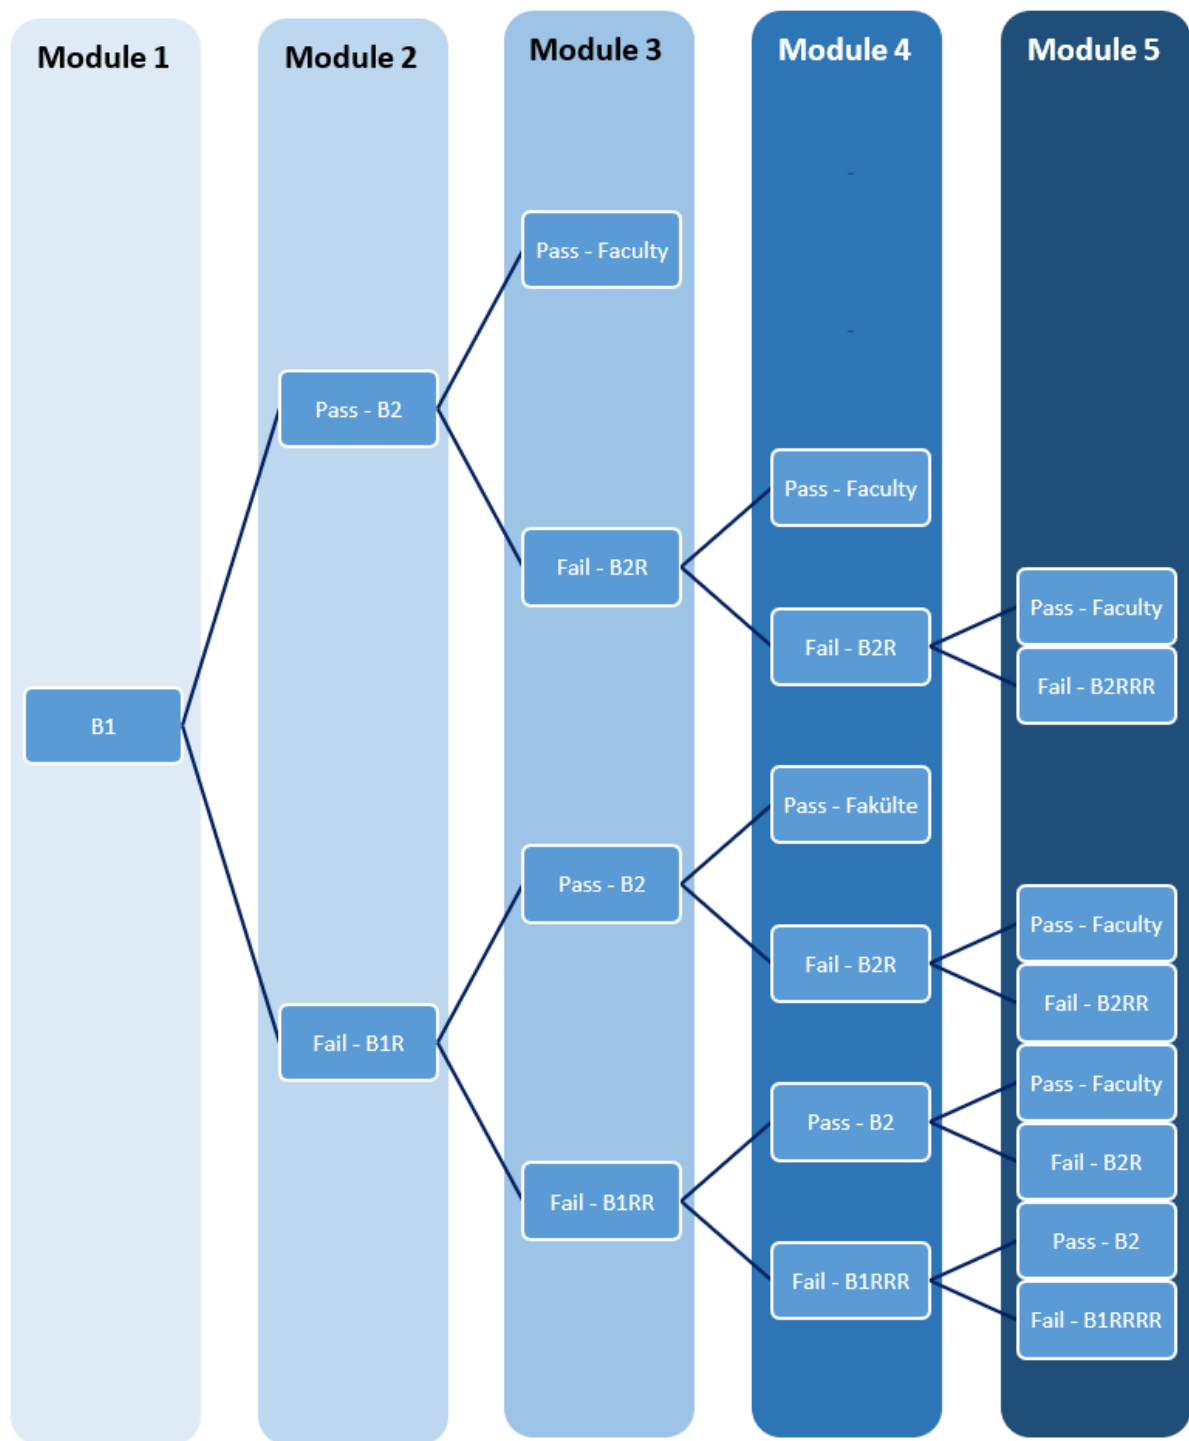 Module 1
Module 2
Module 3
Module 4
Module 5
-
-
B1
Pass - B2
Fail - B1R
Pass - Faculty
Fail - B2R
Pass - B2
Fail - B1RR
Pass - Faculty
Fail - B2R
Pass - Fakülte
Fail - B2R
Pass - B2
Fail - B1RRR
Pass - Faculty
Fail - B2RRR
Pass - Faculty
Fail - B2RR
Pass - Faculty
Fail - B2R
Pass - B2
Fail - B1RRRR